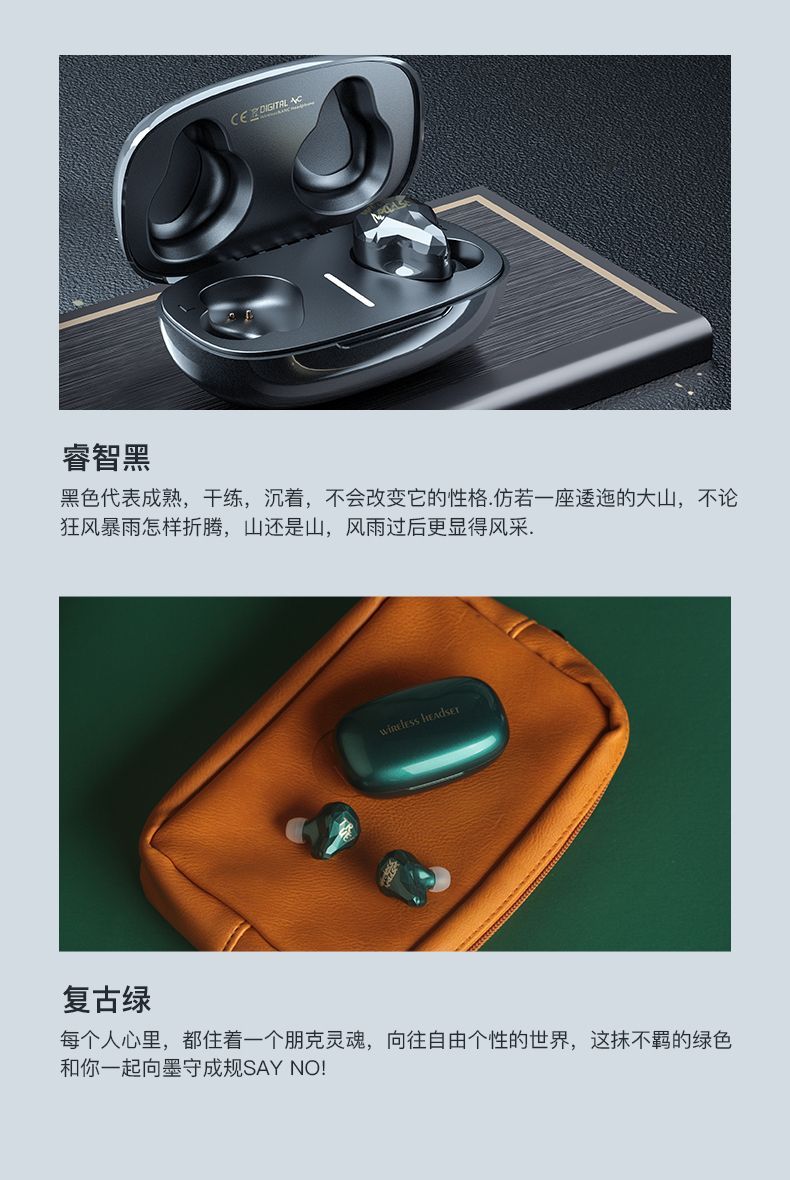 CE DIGITAL NC
睿智黑
黑色代表成熟，干练，沉着，不会改变它的性格.仿若一座逶迤的大山，不论
狂风暴雨怎样折腾，山还是山，风雨过后更显得风采.
wireless headset
复古绿
每个人心里，都住着一个朋克灵魂，向往自由个性的世界，这抹不羁的绿色
和你一起向墨守成规SAY NO!